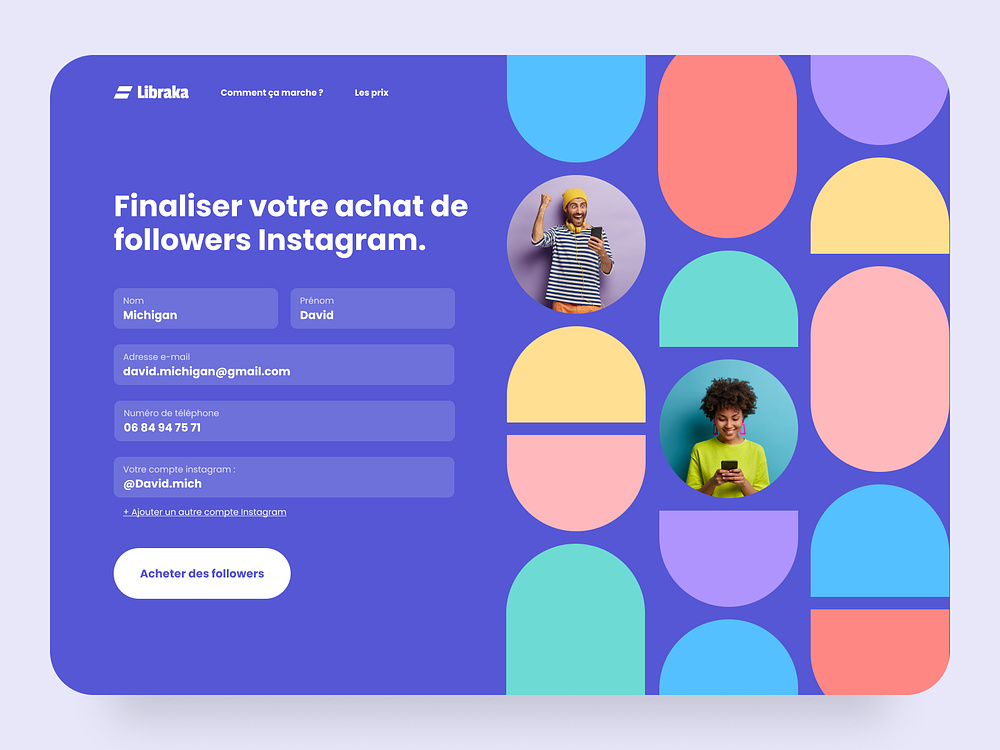 Libraka
Comment ça marche ?
Les prix
Finaliser votre achat de
followers Instagram.
Nom
Michigan
Prénom
David
Adresse e-mail
david.michigan@gmail.com
Numéro de téléphone
06 84 94 75 71
Votre compte instagram :
@David.mich
+ Ajouter un autre compte Instagram
Acheter des followers